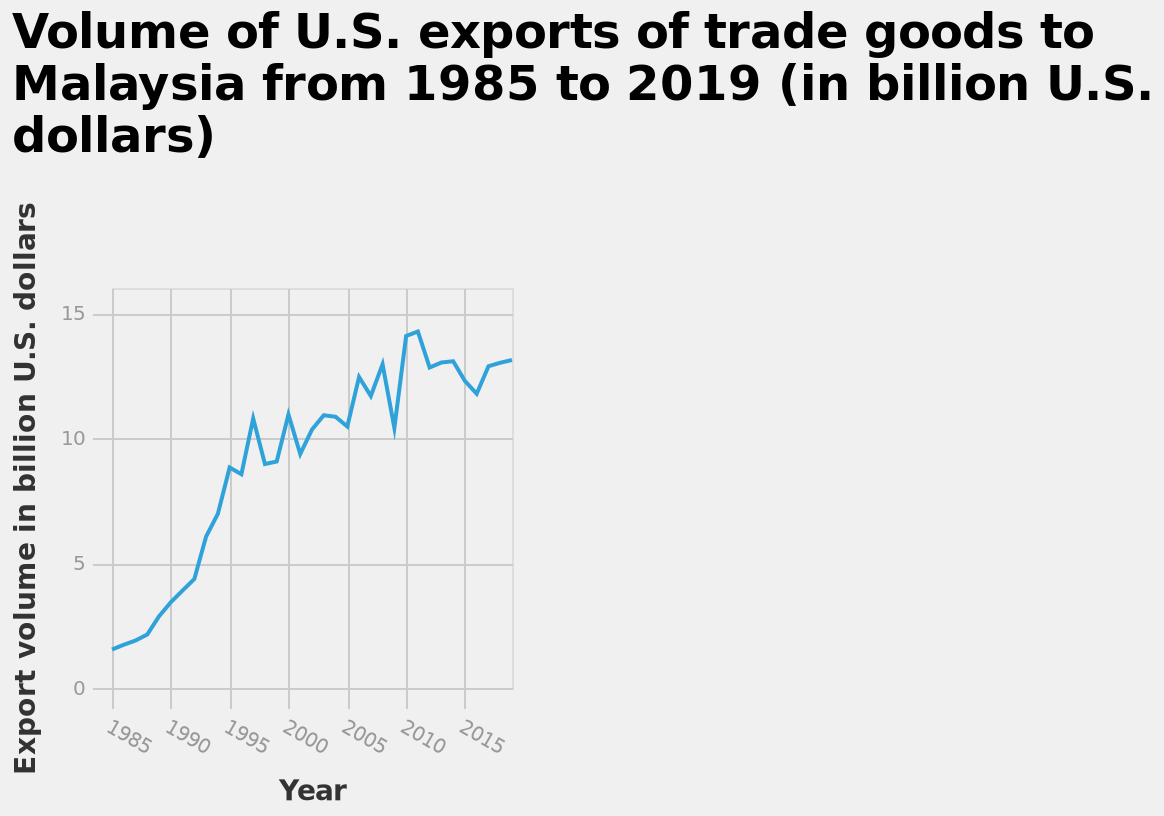 Volume of U.S. exports of trade goods to
Malaysia from 1985 to 2019 (in billion U.S.
dollars)
Export volume in billion U.S. dollars
15
10
5
0
1985
1990
1995
2000
2005
2010
2015
Year